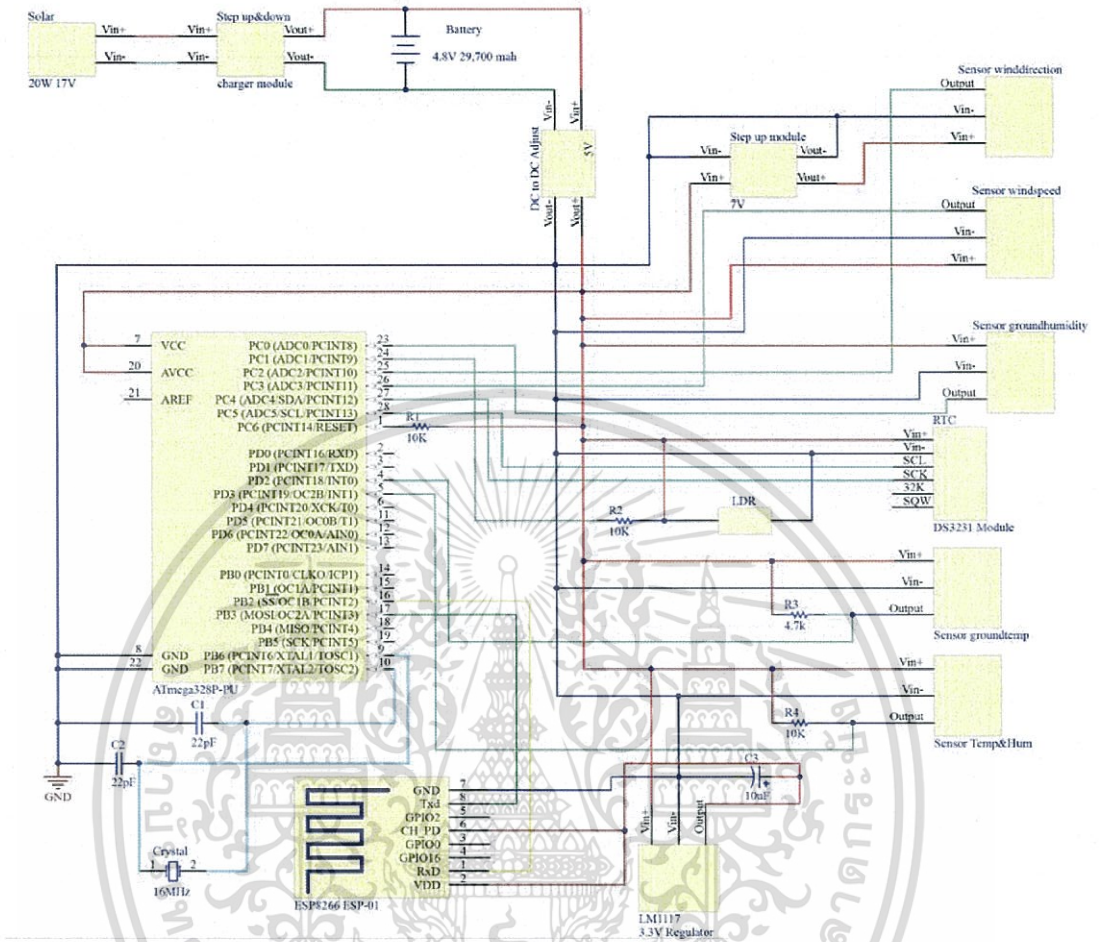 Solar
Vin+
Vin-
20W 17V
Vin+
Vin-
Step up&down
Vout+
Vout-
charger module
Battery
4.8V 29,700 mah
Vin-
Vin+
DC to DC Adjust
5V
Vout-
Vout+
Step up module
Vin-
Vout-
Vin+
Vout+
7V
Sensor winddirection
Output
Vin-
Vin+
Sensor windspeed
Output
Vin-
Vin+
Sensor groundhumidity
Vin+
Vin-
Output
RTC
Vin+
Vin-
SCL
SCK
32K
SQW
DS3231 Module
LDR
R1
10K
R2
10K
Vin+
Vin-
R3
4.7k
Output
Sensor groundtemp
Vin+
Vin-
R4
10K
Output
Sensor Temp&Hum
7 VCC
20 AVCC
21 AREF
8 GND
22 GND
PC0 (ADC0/PCINT8) 23
PC1 (ADC1/PCINT9) 24
PC2 (ADC2/PCINT10) 25
PC3 (ADC3/PCINT11) 26
PC4 (ADC4/SDA/PCINT12) 27
PC5 (ADC5/SCL/PCINT13) 28
PC6 (PCINT14/RESET) 1
PD0 (PCINT16/RXD) 2
PD1 (PCINT17/TXD) 3
PD2 (PCINT18/INT0) 4
PD3 (PCINT19/OC2B/INT1) 5
PD4 (PCINT20/XCK/T0) 6
PD5 (PCINT21/OC0B/T1) 11
PD6 (PCINT22/OC0A/AIN0) 12
PD7 (PCINT23/AIN1) 13
PB0 (PCINT0/CLKO/ICP1) 14
PB1 (OC1A/PCINT1) 15
PB2 (SS/OC1B/PCINT2) 16
PB3 (MOSI/OC2A/PCINT3) 17
PB4 (MISO/PCINT4) 18
PB5 (SCK/PCINT5) 19
PB6 (PCINT6/XTAL1/TOSC1) 9
PB7 (PCINT7/XTAL2/TOSC2) 10
ATmega328P-PU
C1
22pF
C2
22pF
GND
Crystal
1 2
16MHz
GND 7
Txd 8
GPIO2 5
CH_PD 6
GPIO0 3
GPIO16 4
RxD 1
VDD 2
ESP8266 ESP-01
C3
10uF
Vin+
Vin-
Output
LM1117
3.3V Regulator